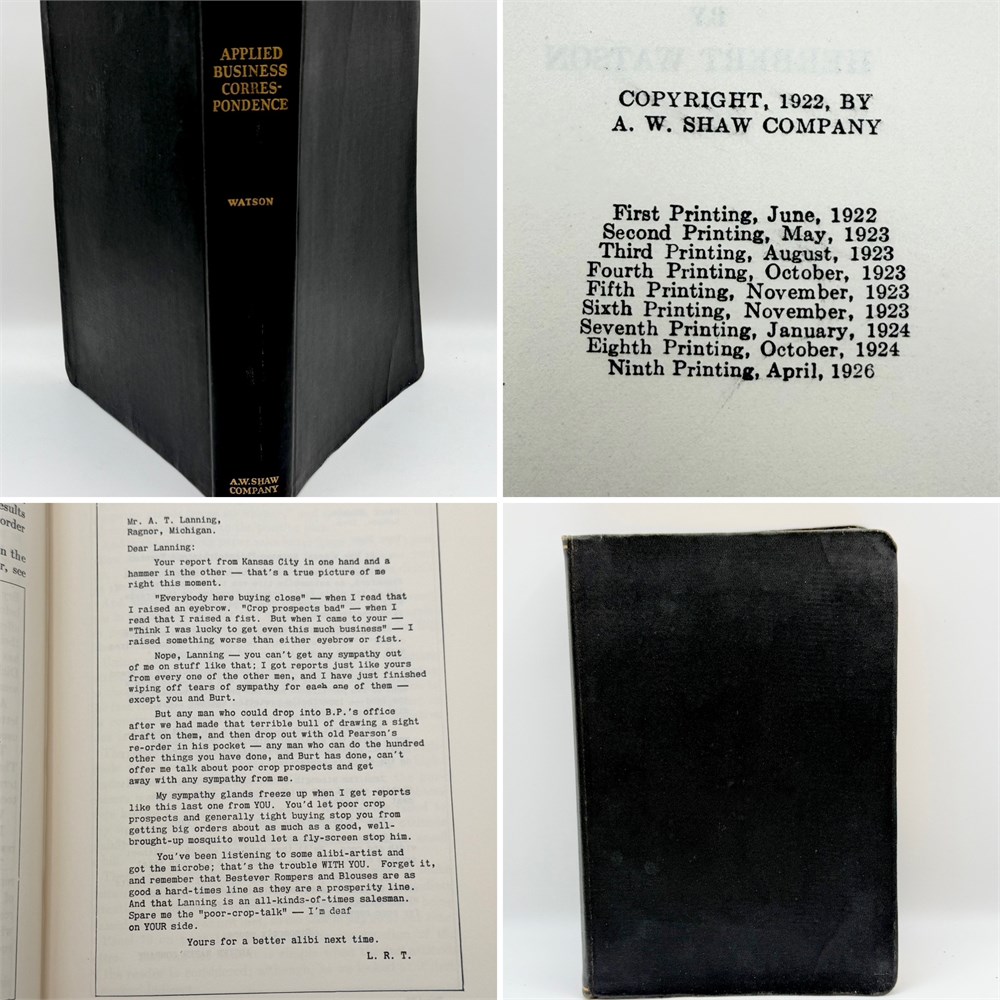 APPLIED
BUSINESS
CORRES-
PONDENCE
WATSON
A.W.SHAW
COMPANY
BY
HERBERT WATSON
COPYRIGHT, 1922, BY
A. W. SHAW COMPANY
First Printing, June, 1922
Second Printing, May, 1923
Third Printing, August, 1923
Fourth Printing, October, 1923
Fifth Printing, November, 1923
Sixth Printing, November, 1923
Seventh Printing, January, 1924
Eighth Printing, October, 1924
Ninth Printing, April, 1926
order
n the
r, see
Mr. A. T. Lanning,
Ragnor, Michigan.
Dear Lanning:
Your report from Kansas City in one hand and a
hammer in the other — that's a true picture of me
right this moment.
"Everybody here buying close" — when I read that
I raised an eyebrow. "Crop prospects bad" — when I
read that I raised a fist. But when I came to your —
"Think I was lucky to get even this much business" — I
raised something worse than either eyebrow or fist.
Nope, Lanning — you can't get any sympathy out
of me on stuff like that; I got reports just like yours
from every one of the other men, and I have just finished
wiping off tears of sympathy for each one of them —
except you and Burt.
But any man who could drop into B.P.'s office
after we had made that terrible bull of drawing a sight
draft on them, and then drop out with old Pearson's
re-order in his pocket — any man who can do the hundred
other things you have done, and Burt has done, can't
offer me talk about poor crop prospects and get
away with any sympathy from me.
My sympathy glands freeze up when I get reports
like this last one from YOU. You'd let poor crop
prospects and generally tight buying stop you from
getting big orders about as much as a good, well-
brought-up mosquito would let a fly-screen stop him.
You've been listening to some alibi-artist and
got the microbe; that's the trouble WITH YOU. Forget it,
and remember that Bestever Rompers and Blouses are as
good a hard-times line as they are a prosperity line.
And that Lanning is an all-kinds-of-times salesman.
Spare me the "poor-crop-talk" — I'm deaf
on YOUR side.
Yours for a better alibi next time.
L. R. T.